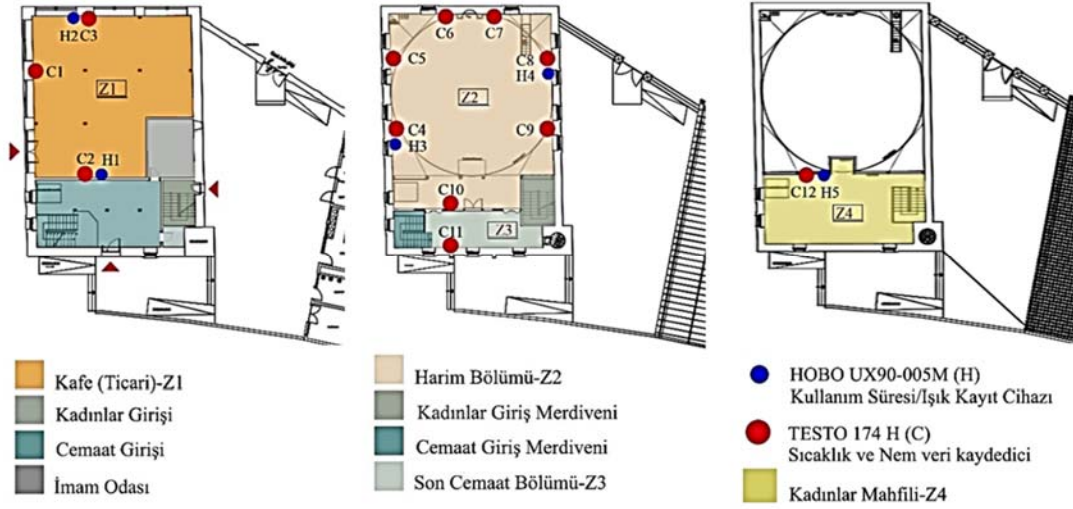 H2
C3
C1
Z1
C2
H1
C6
C7
C5
C8
H4
Z2
C4
H3
C9
C10
Z3
C11
C12
H5
Z4
Kafe (Ticari)-Z1
Kadınlar Girişi
Cemaat Girişi
İmam Odası
Harim Bölümü-Z2
Kadınlar Giriş Merdiveni
Cemaat Giriş Merdiveni
Son Cemaat Bölümü-Z3
HOBO UX90-005M (H)
Kullanım Süresi/Işık Kayıt Cihazı
TESTO 174 H (C)
Sıcaklık ve Nem veri kaydedici
Kadınlar Mahfili-Z4